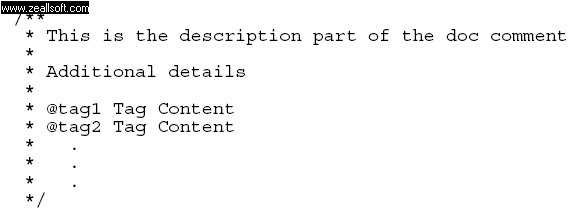 www.zeallsoft.com
/**
* This is the description part of the doc comment
*
* Additional details
*
* @tag1 Tag Content
* @tag2 Tag Content
* .
* .
* .
*/